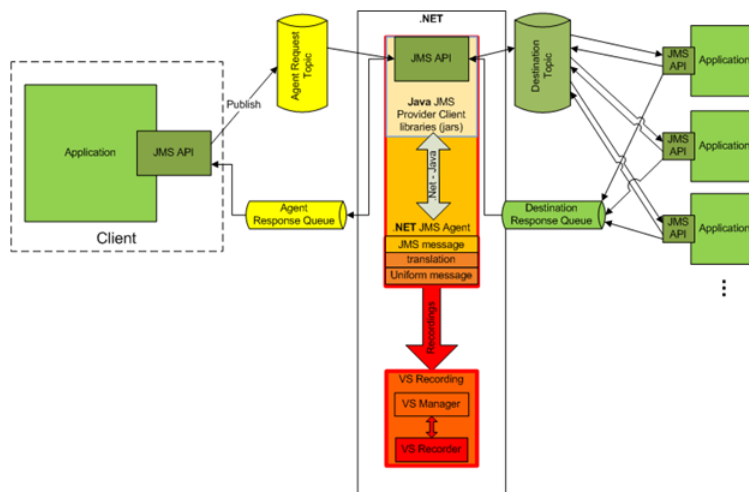 .NET
Agent Request
Topic
JMS API
Destination
Topic
JMS
API
Application
Java JMS
Provider Client
libraries (jars)
Publish
Application
JMS API
Client
Net - Java
JMS
API
Application
Agent
Response Queue
Destination
Response Queue
JMS
API
Application
.NET JMS Agent
JMS message
translation
Uniform message
...
Recordings
VS Recording
VS Manager
VS Recorder